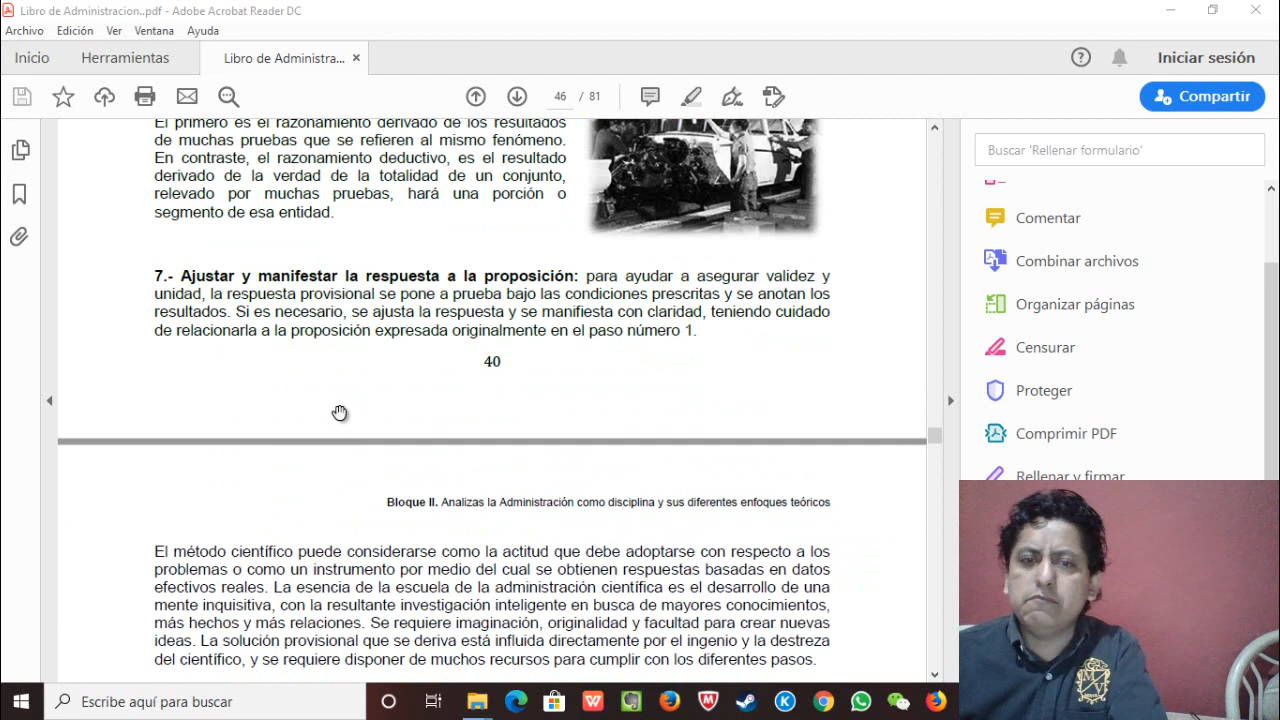 Libro de Administracion..pdf - Adobe Acrobat Reader DC
Archivo Edición Ver Ventana Ayuda
Inicio Herramientas Libro de Administra... × Iniciar sesión
46 / 81 Compartir
El primero es el razonamiento derivado de los resultados
de muchas pruebas que se refieren al mismo fenómeno.
En contraste, el razonamiento deductivo, es el resultado
derivado de la verdad de la totalidad de un conjunto,
relevado por muchas pruebas, hará una porción o
segmento de esa entidad.
7.- Ajustar y manifestar la respuesta a la proposición: para ayudar a asegurar validez y
unidad, la respuesta provisional se pone a prueba bajo las condiciones prescritas y se anotan los
resultados. Si es necesario, se ajusta la respuesta y se manifiesta con claridad, teniendo cuidado
de relacionarla a la proposición expresada originalmente en el paso número 1.
40
Bloque II. Analizas la Administración como disciplina y sus diferentes enfoques teóricos
El método científico puede considerarse como la actitud que debe adoptarse con respecto a los
problemas o como un instrumento por medio del cual se obtienen respuestas basadas en datos
efectivos reales. La esencia de la escuela de la administración científica es el desarrollo de una
mente inquisitiva, con la resultante investigación inteligente en busca de mayores conocimientos,
más hechos y más relaciones. Se requiere imaginación, originalidad y facultad para crear nuevas
ideas. La solución provisional que se deriva está influida directamente por el ingenio y la destreza
del científico, y se requiere disponer de muchos recursos para cumplir con los diferentes pasos.
Buscar 'Rellenar formulario'
Comentar
Combinar archivos
Organizar páginas
Censurar
Proteger
Comprimir PDF
Rellenar y firmar
Escribe aquí para buscar